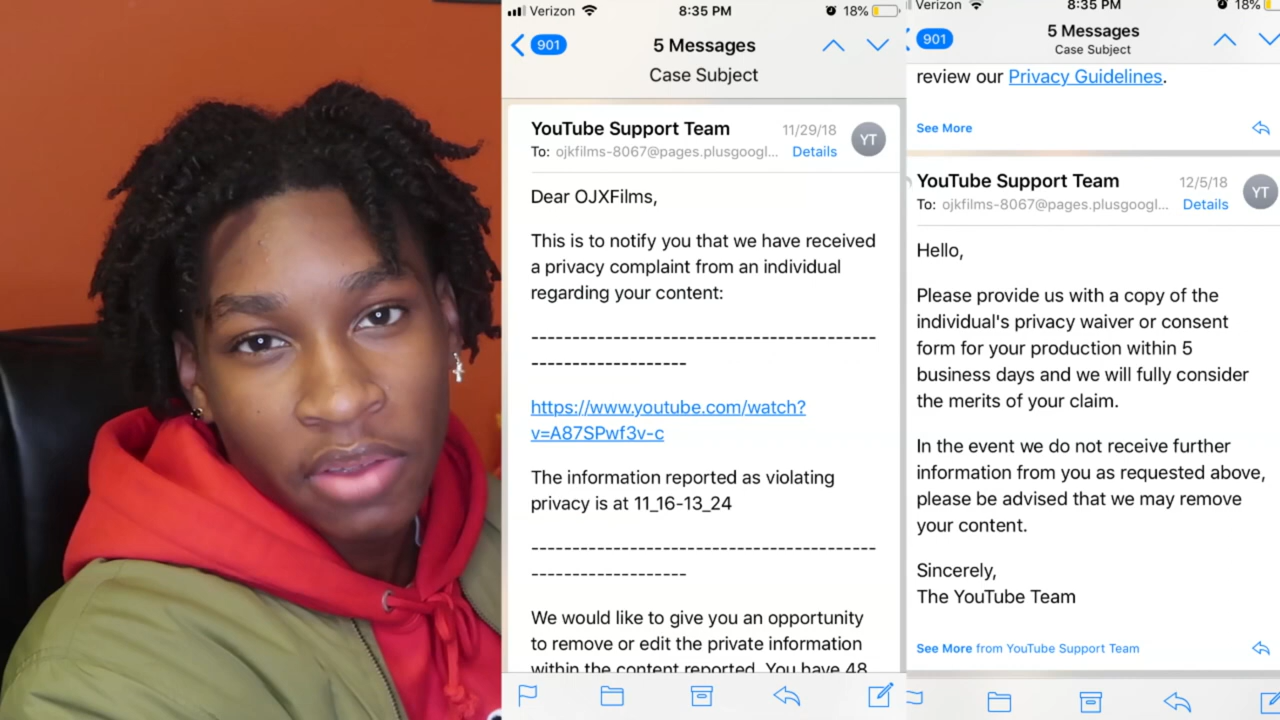 Verizon
8:35 PM
18%
901
5 Messages
Case Subject
YouTube Support Team
11/29/18
YT
To: ojkfilms-8067@pages.plusgoogl...
Details
Dear OJXFilms,
This is to notify you that we have received
a privacy complaint from an individual
regarding your content:
--------------------------------------------
--------------------
https://www.youtube.com/watch?
v=A87SPwf3v-c
The information reported as violating
privacy is at 11_16-13_24
--------------------------------------------
--------------------
We would like to give you an opportunity
to remove or edit the private information
within the content reported. You have 48
Verizon
8:35 PM
18%
901
5 Messages
Case Subject
review our Privacy Guidelines.
See More
YouTube Support Team
12/5/18
YT
To: ojkfilms-8067@pages.plusgoogl...
Details
Hello,
Please provide us with a copy of the
individual's privacy waiver or consent
form for your production within 5
business days and we will fully consider
the merits of your claim.
In the event we do not receive further
information from you as requested above,
please be advised that we may remove
your content.
Sincerely,
The YouTube Team
See More from YouTube Support Team